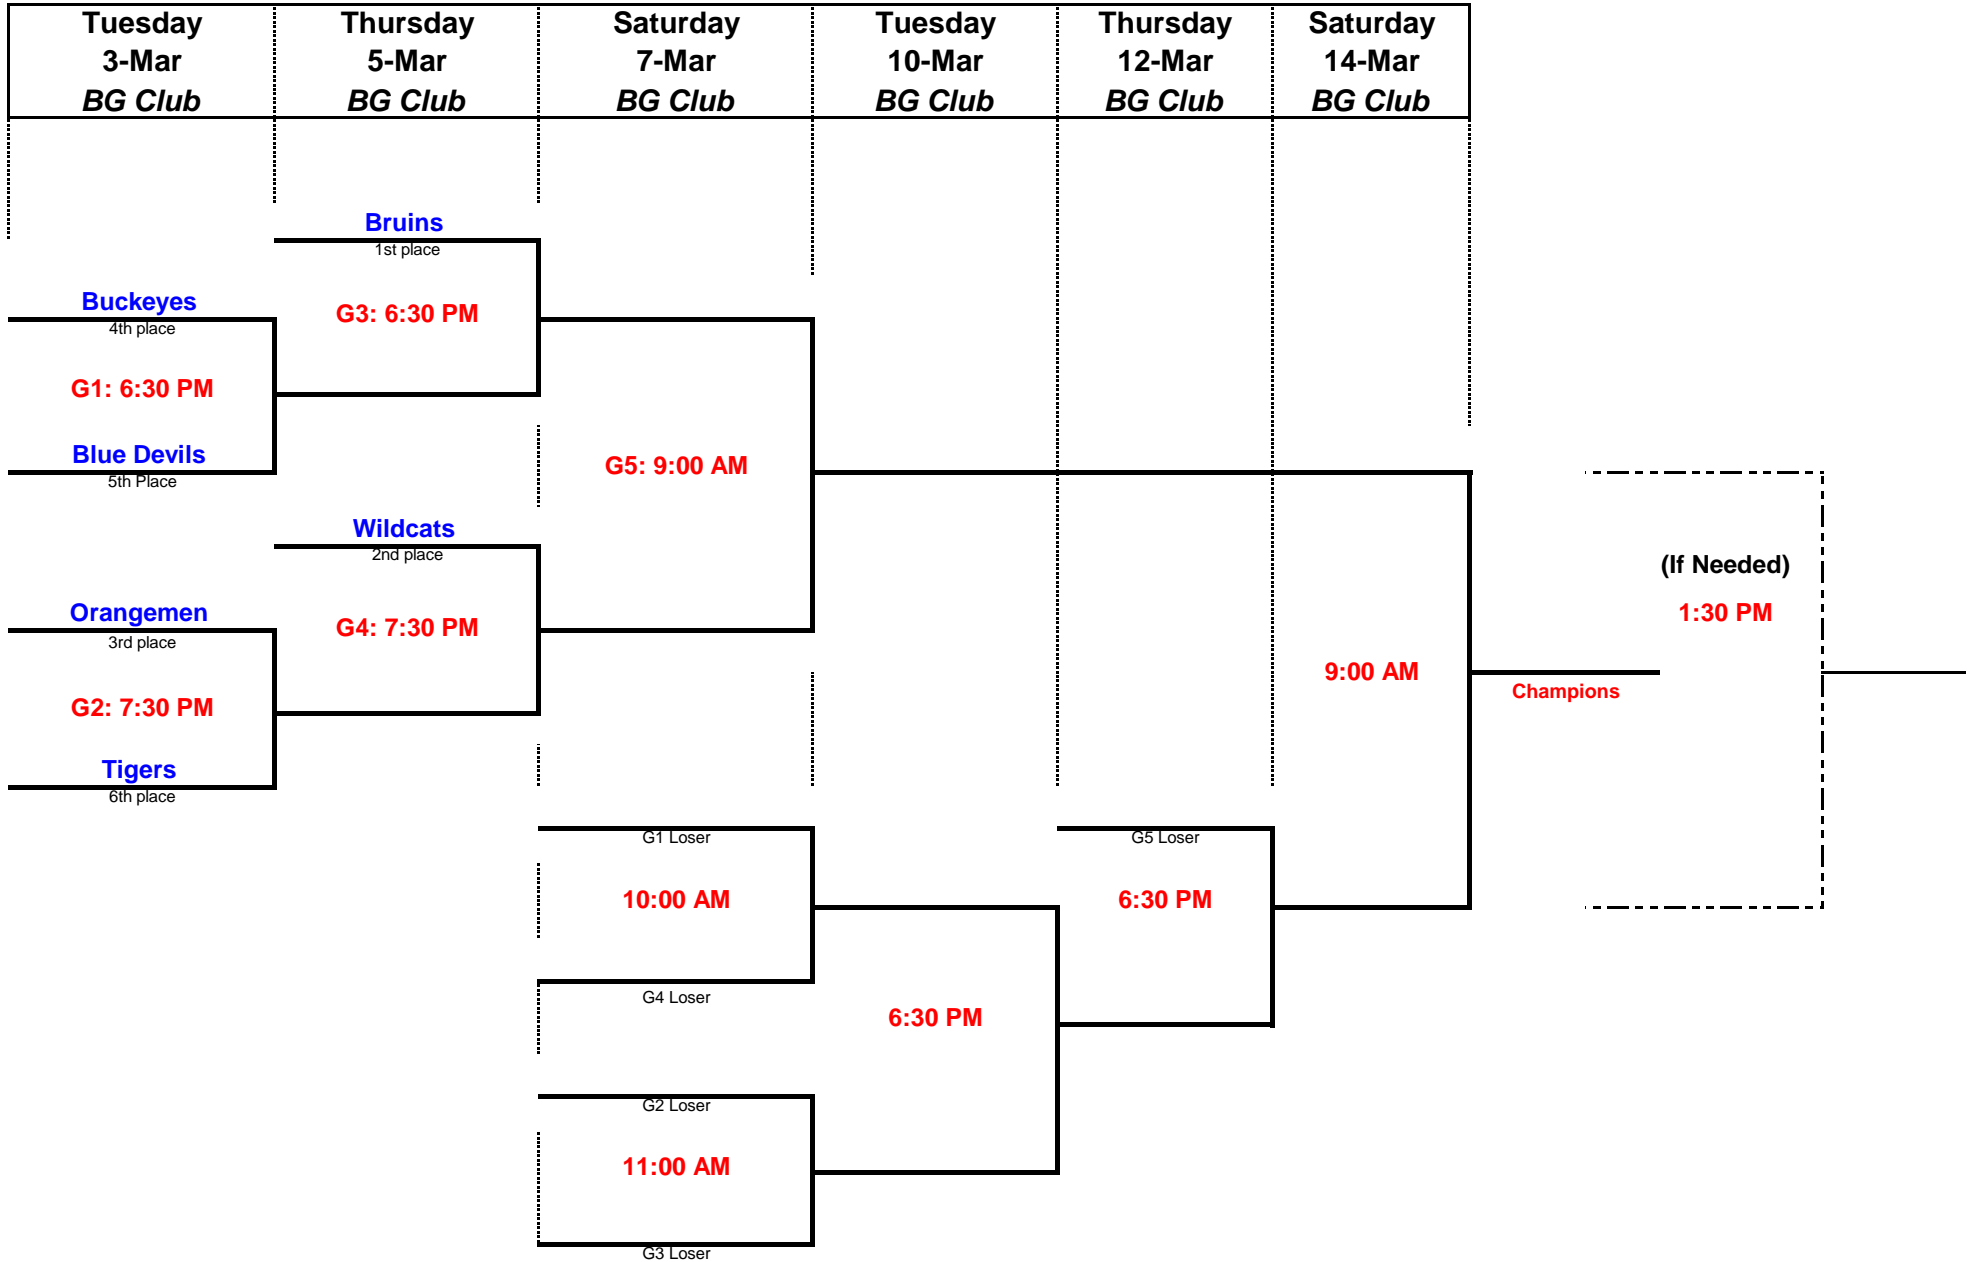 Tuesday Thursday Saturday Tuesday Thursday Saturday
3-Mar 5-Mar 7-Mar 10-Mar 12-Mar 14-Mar
BG Club BG Club BG Club BG Club BG Club BG Club
Bruins
1st place
Buckeyes
4th place
G3: 6:30 PM
G1: 6:30 PM
Blue Devils
5th Place
G5: 9:00 AM
Wildcats
2nd place
(If Needed)
Orangemen
3rd place
G4: 7:30 PM
1:30 PM
9:00 AM
Champions
G2: 7:30 PM
Tigers
6th place
G1 Loser
G5 Loser
10:00 AM
6:30 PM
G4 Loser
6:30 PM
G2 Loser
11:00 AM
G3 Loser